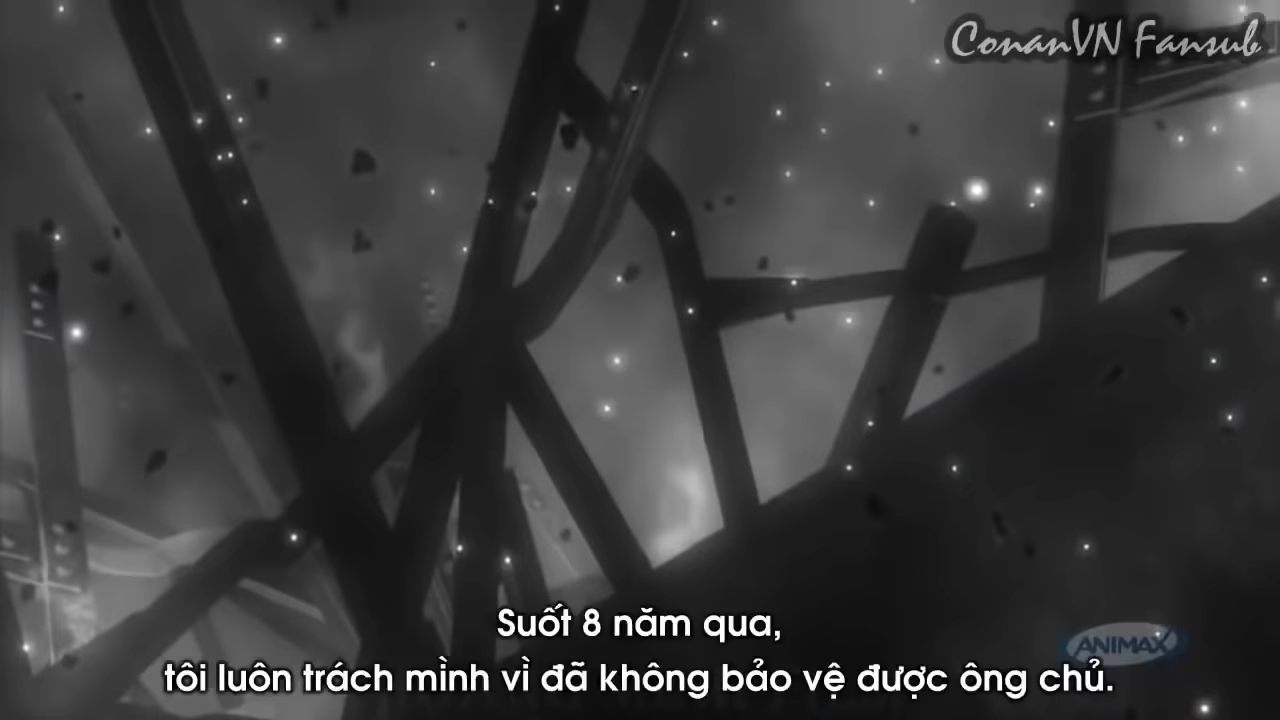 ConanVN Fansub
Suốt 8 năm qua,
tôi luôn trách mình vì đã không bảo vệ được ông chủ.
ANIMAX